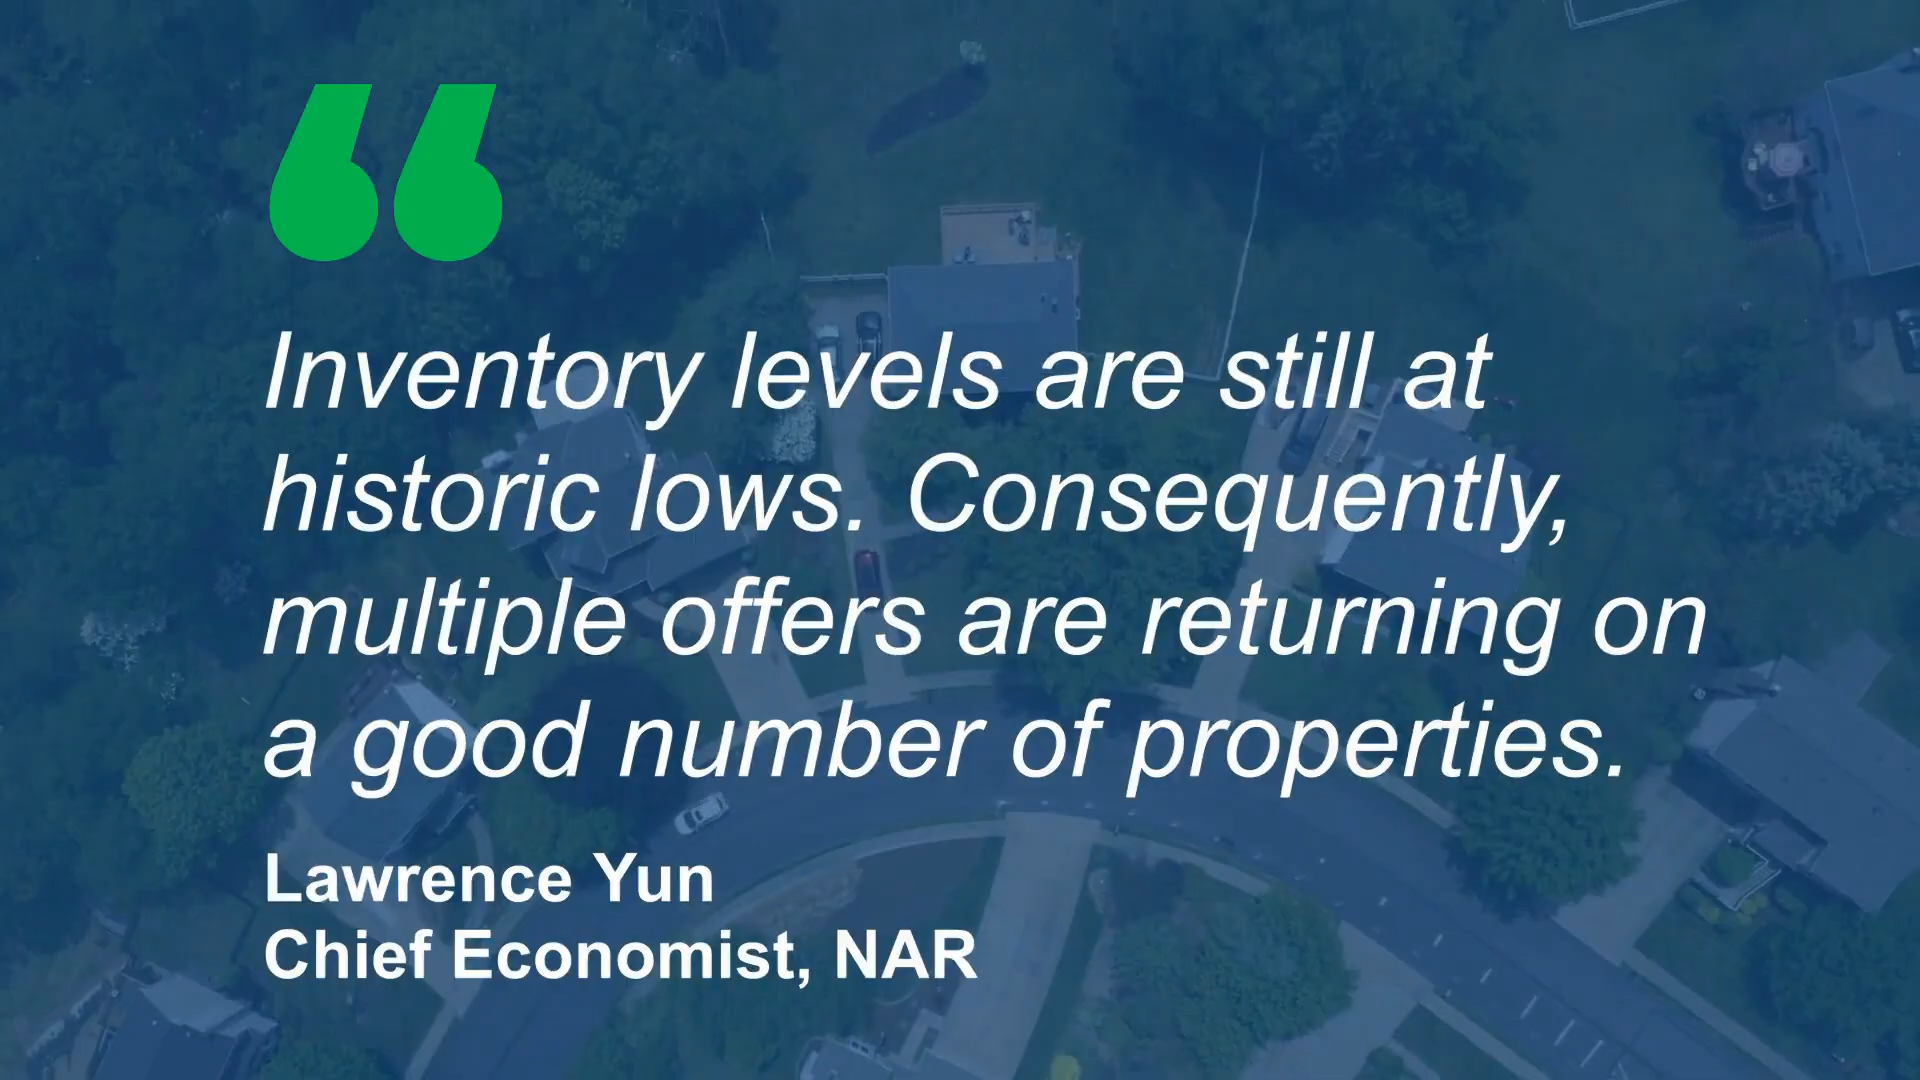 “
Inventory levels are still at
historic lows. Consequently,
multiple offers are returning on
a good number of properties.
Lawrence Yun
Chief Economist, NAR